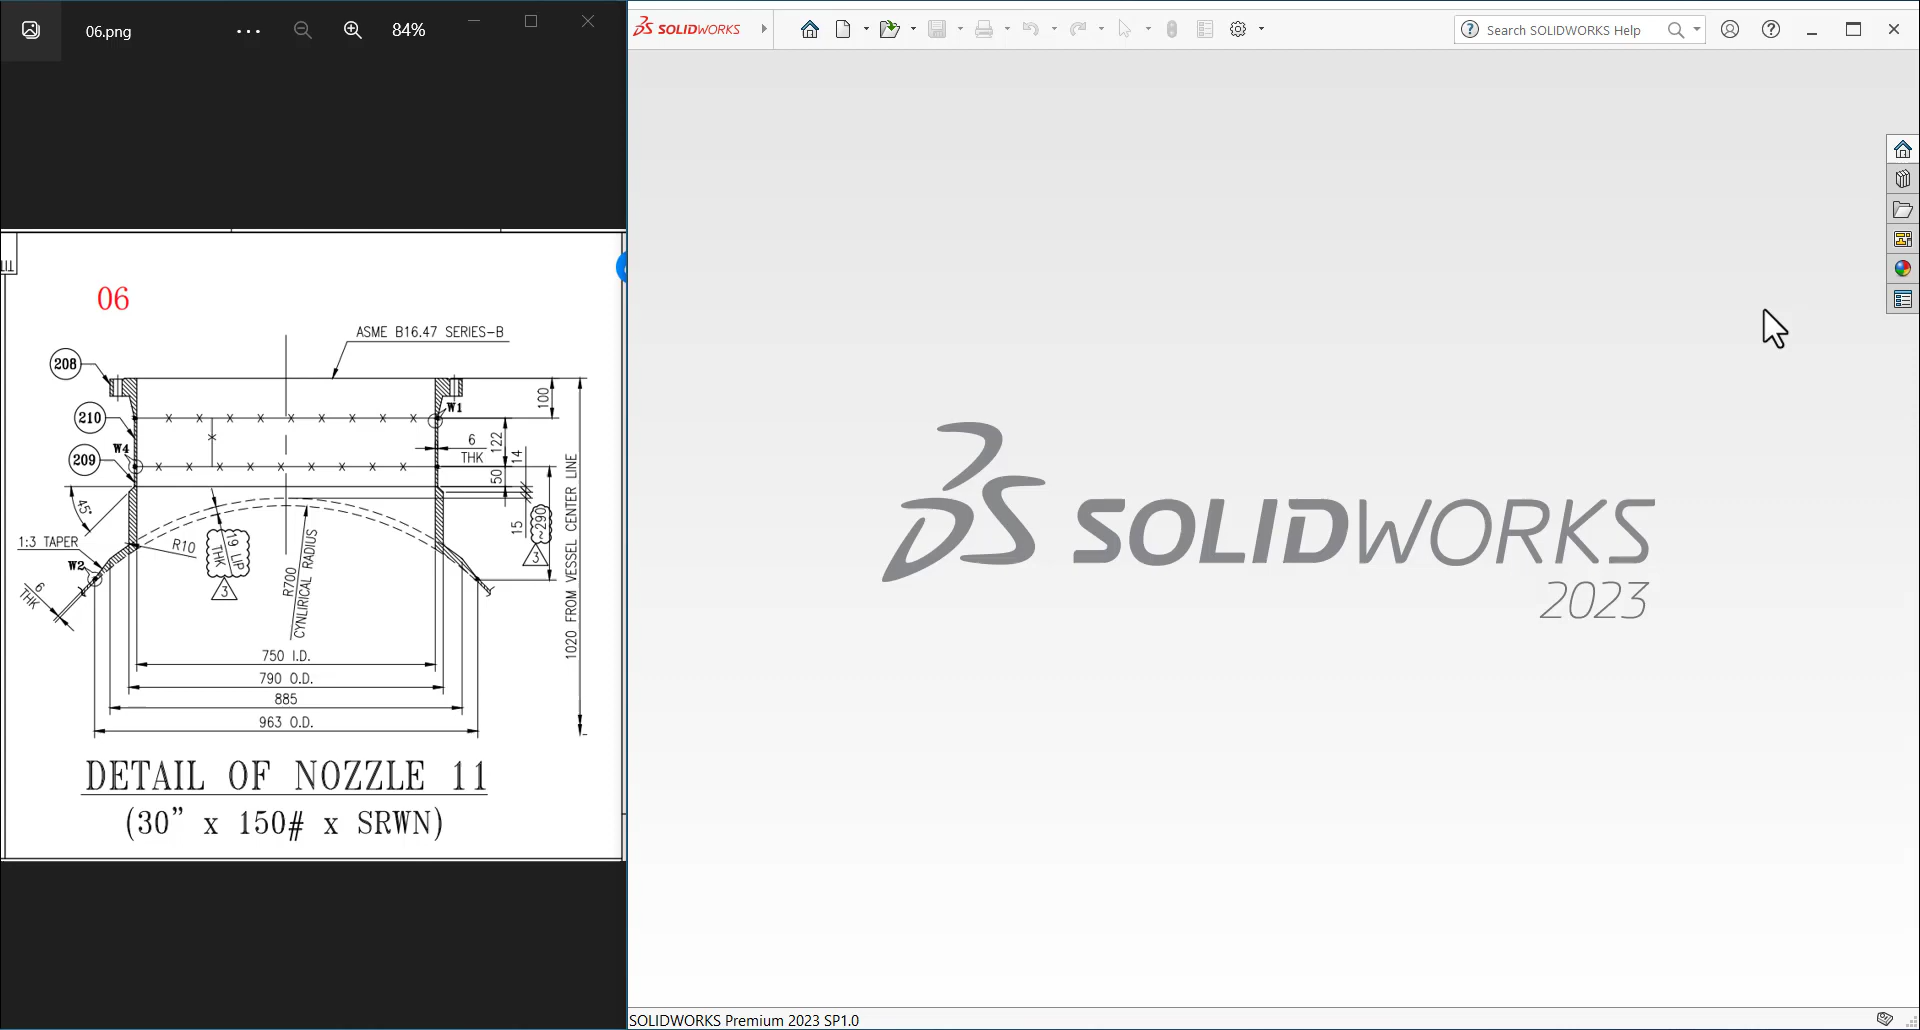 06.png
84%
SOLIDWORKS
Search SOLIDWORKS Help
06
ASME B16.47 SERIES-B
208
210
209
W1
W4
W2
100
122
14
50
6
THK
15
~290
3
45°
1:3 TAPER
R10
19 LIP
THK
3
6
THK
R700
CYNLIRICAL RADIUS
1020 FROM VESSEL CENTER LINE
750 I.D.
790 O.D.
885
963 O.D.
DETAIL OF NOZZLE 11
(30" x 150# x SRWN)
SOLIDWORKS
2023
SOLIDWORKS Premium 2023 SP1.0